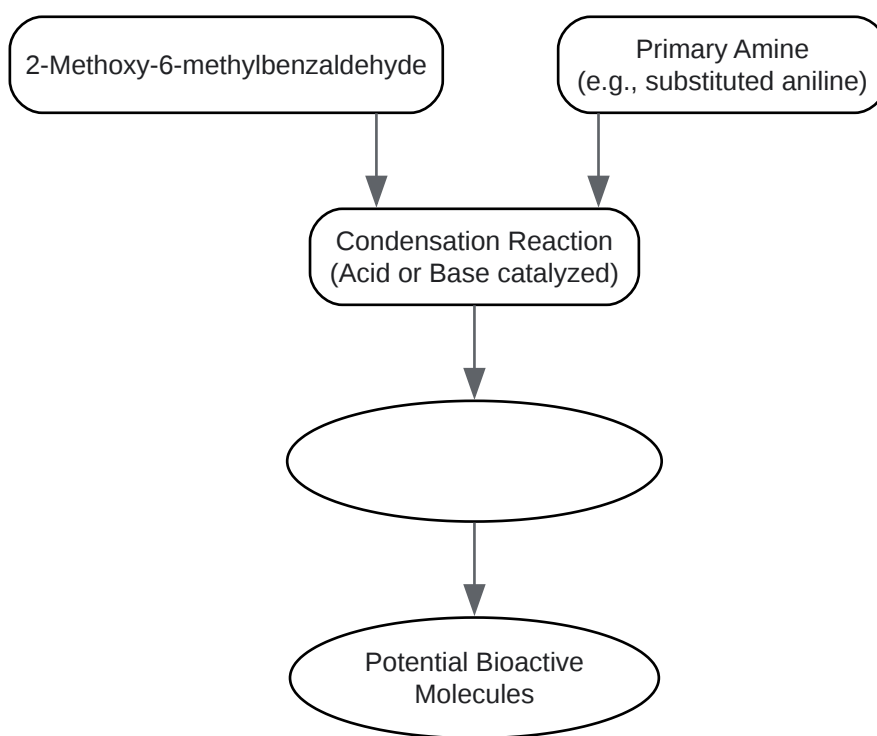 2-Methoxy-6-methylbenzaldehyde
Primary Amine
(e.g., substituted aniline)
Condensation Reaction
(Acid or Base catalyzed)
Potential Bioactive
Molecules